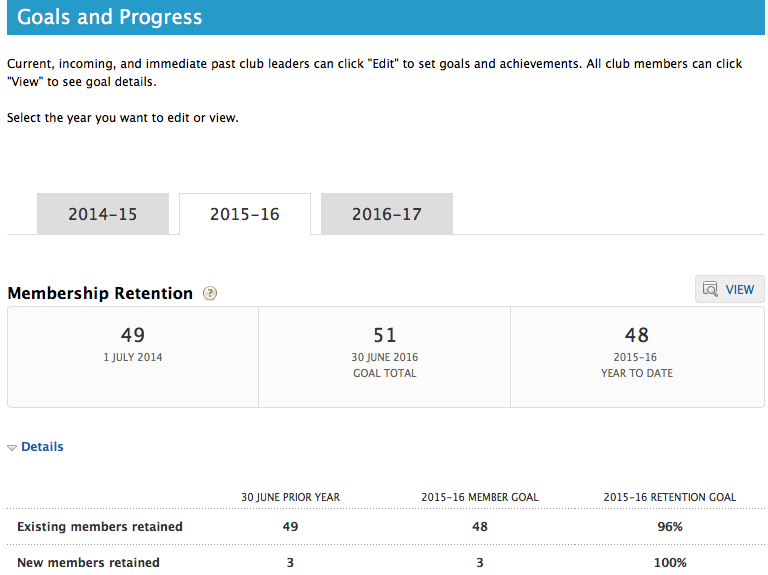 Goals and Progress
Current, incoming, and immediate past club leaders can click "Edit" to set goals and achievements. All club members can click
"View" to see goal details.
Select the year you want to edit or view.
2014-15 2015-16 2016-17
Membership Retention ? VIEW
49 51 48
1 JULY 2014 30 JUNE 2016 2015-16
GOAL TOTAL YEAR TO DATE
Details
30 JUNE PRIOR YEAR 2015-16 MEMBER GOAL 2015-16 RETENTION GOAL
Existing members retained 49 48 96%
New members retained 3 3 100%